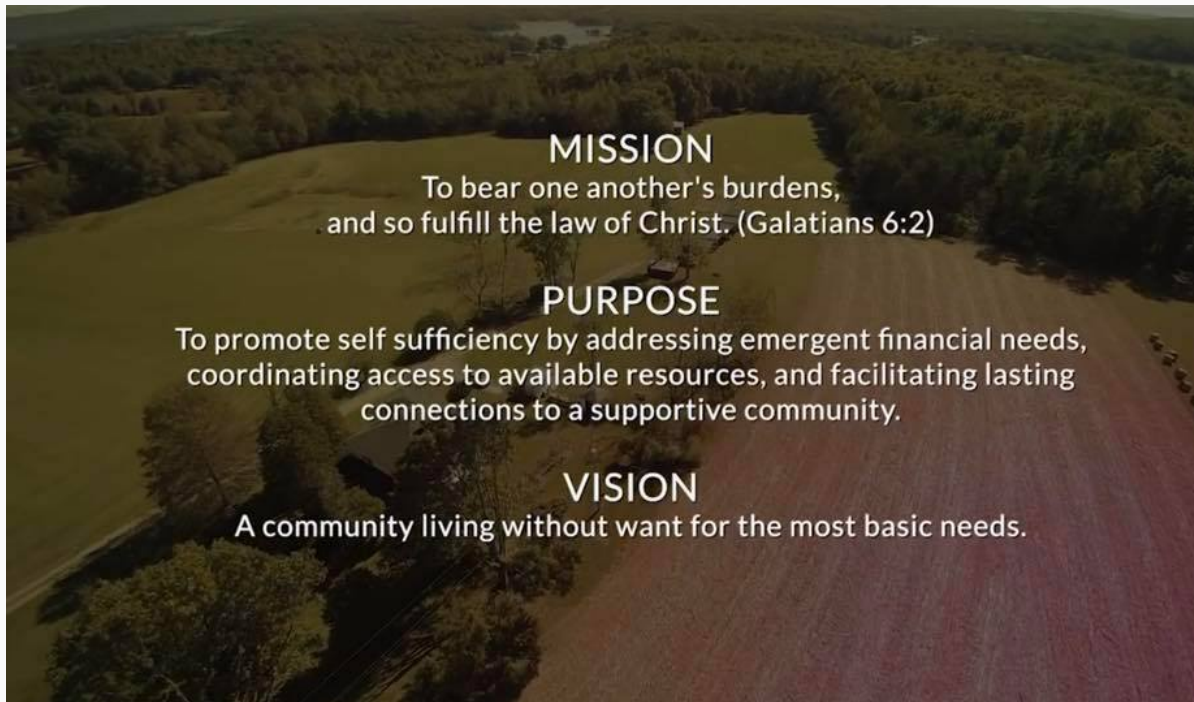 MISSION
To bear one another's burdens,
and so fulfill the law of Christ. (Galatians 6:2)
PURPOSE
To promote self sufficiency by addressing emergent financial needs,
coordinating access to available resources, and facilitating lasting
connections to a supportive community.
VISION
A community living without want for the most basic needs.